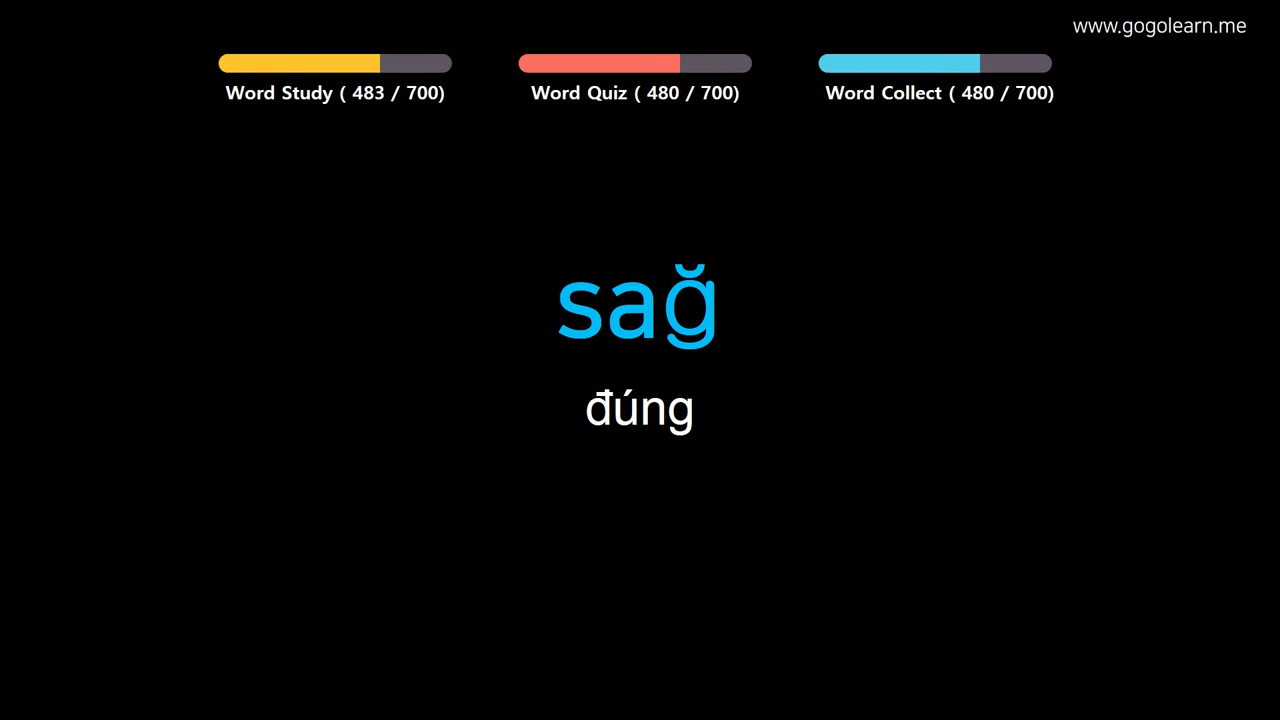 www.gogolearn.me
Word Study ( 483 / 700)
Word Quiz ( 480 / 700)
Word Collect ( 480 / 700)
sağ
đúng